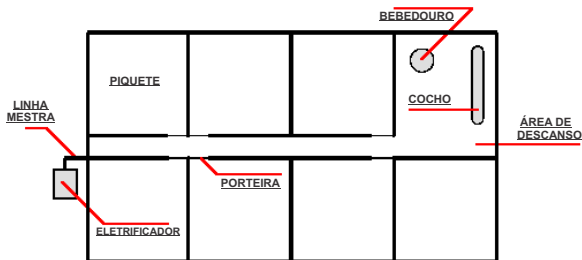 BEBEDOURO
PIQUETE
COCHO
LINHA
MESTRA
ÁREA DE
DESCANSO
PORTEIRA
ELETRIFICADOR